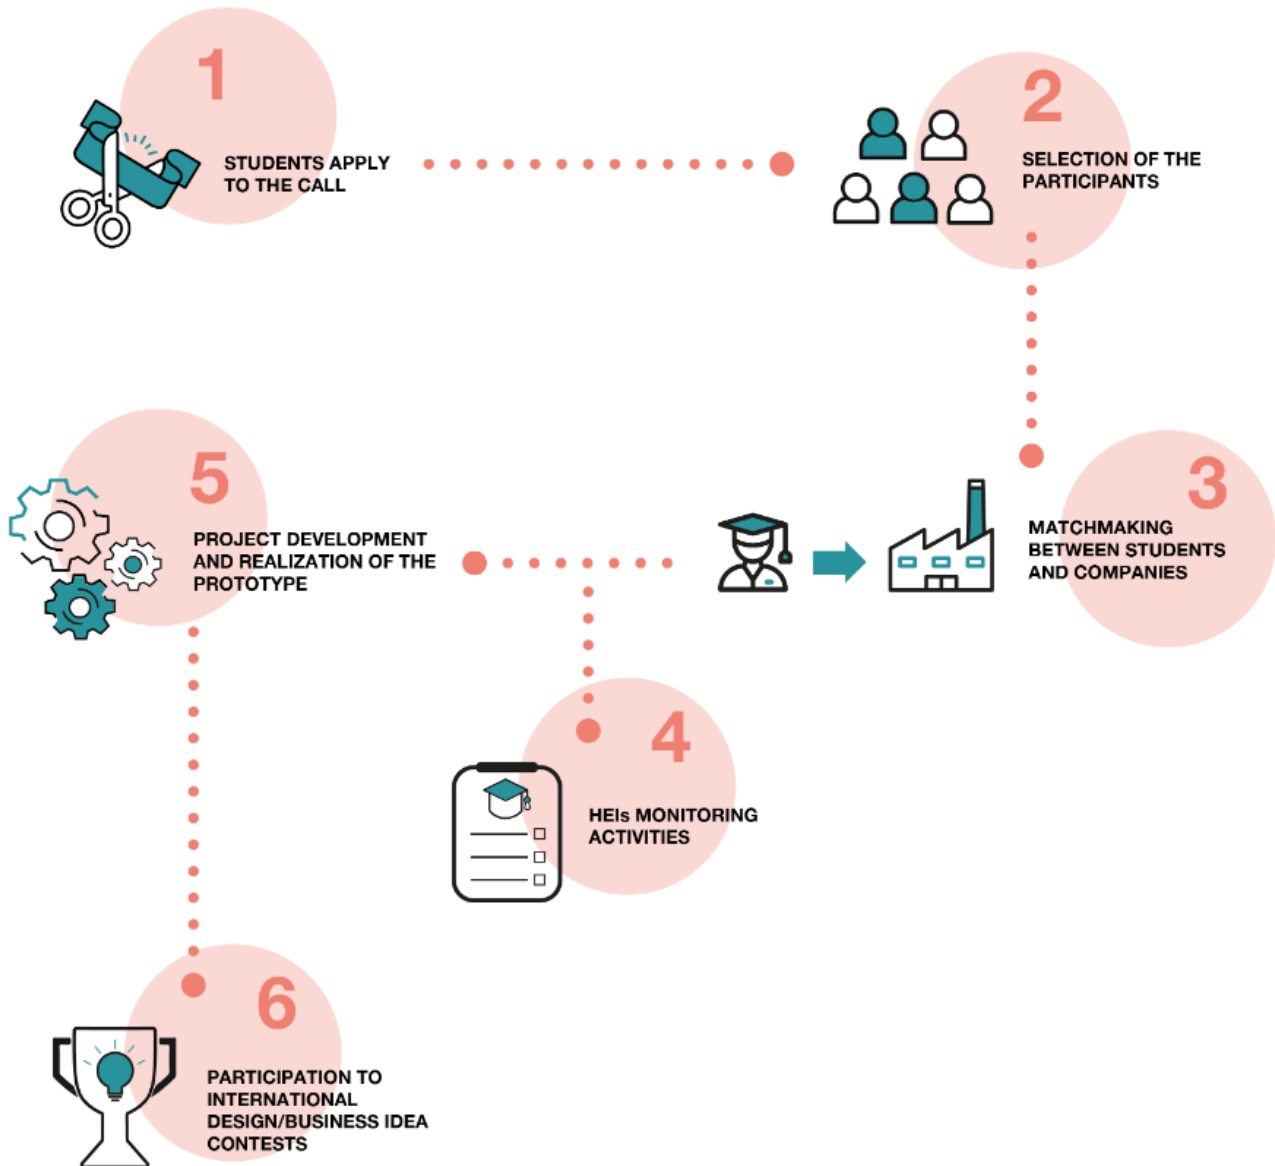 1
STUDENTS APPLY
TO THE CALL
2
SELECTION OF THE
PARTICIPANTS
3
MATCHMAKING
BETWEEN STUDENTS
AND COMPANIES
4
HEIs MONITORING
ACTIVITIES
5
PROJECT DEVELOPMENT
AND REALIZATION OF THE
PROTOTYPE
6
PARTICIPATION TO
INTERNATIONAL
DESIGN/BUSINESS IDEA
CONTESTS